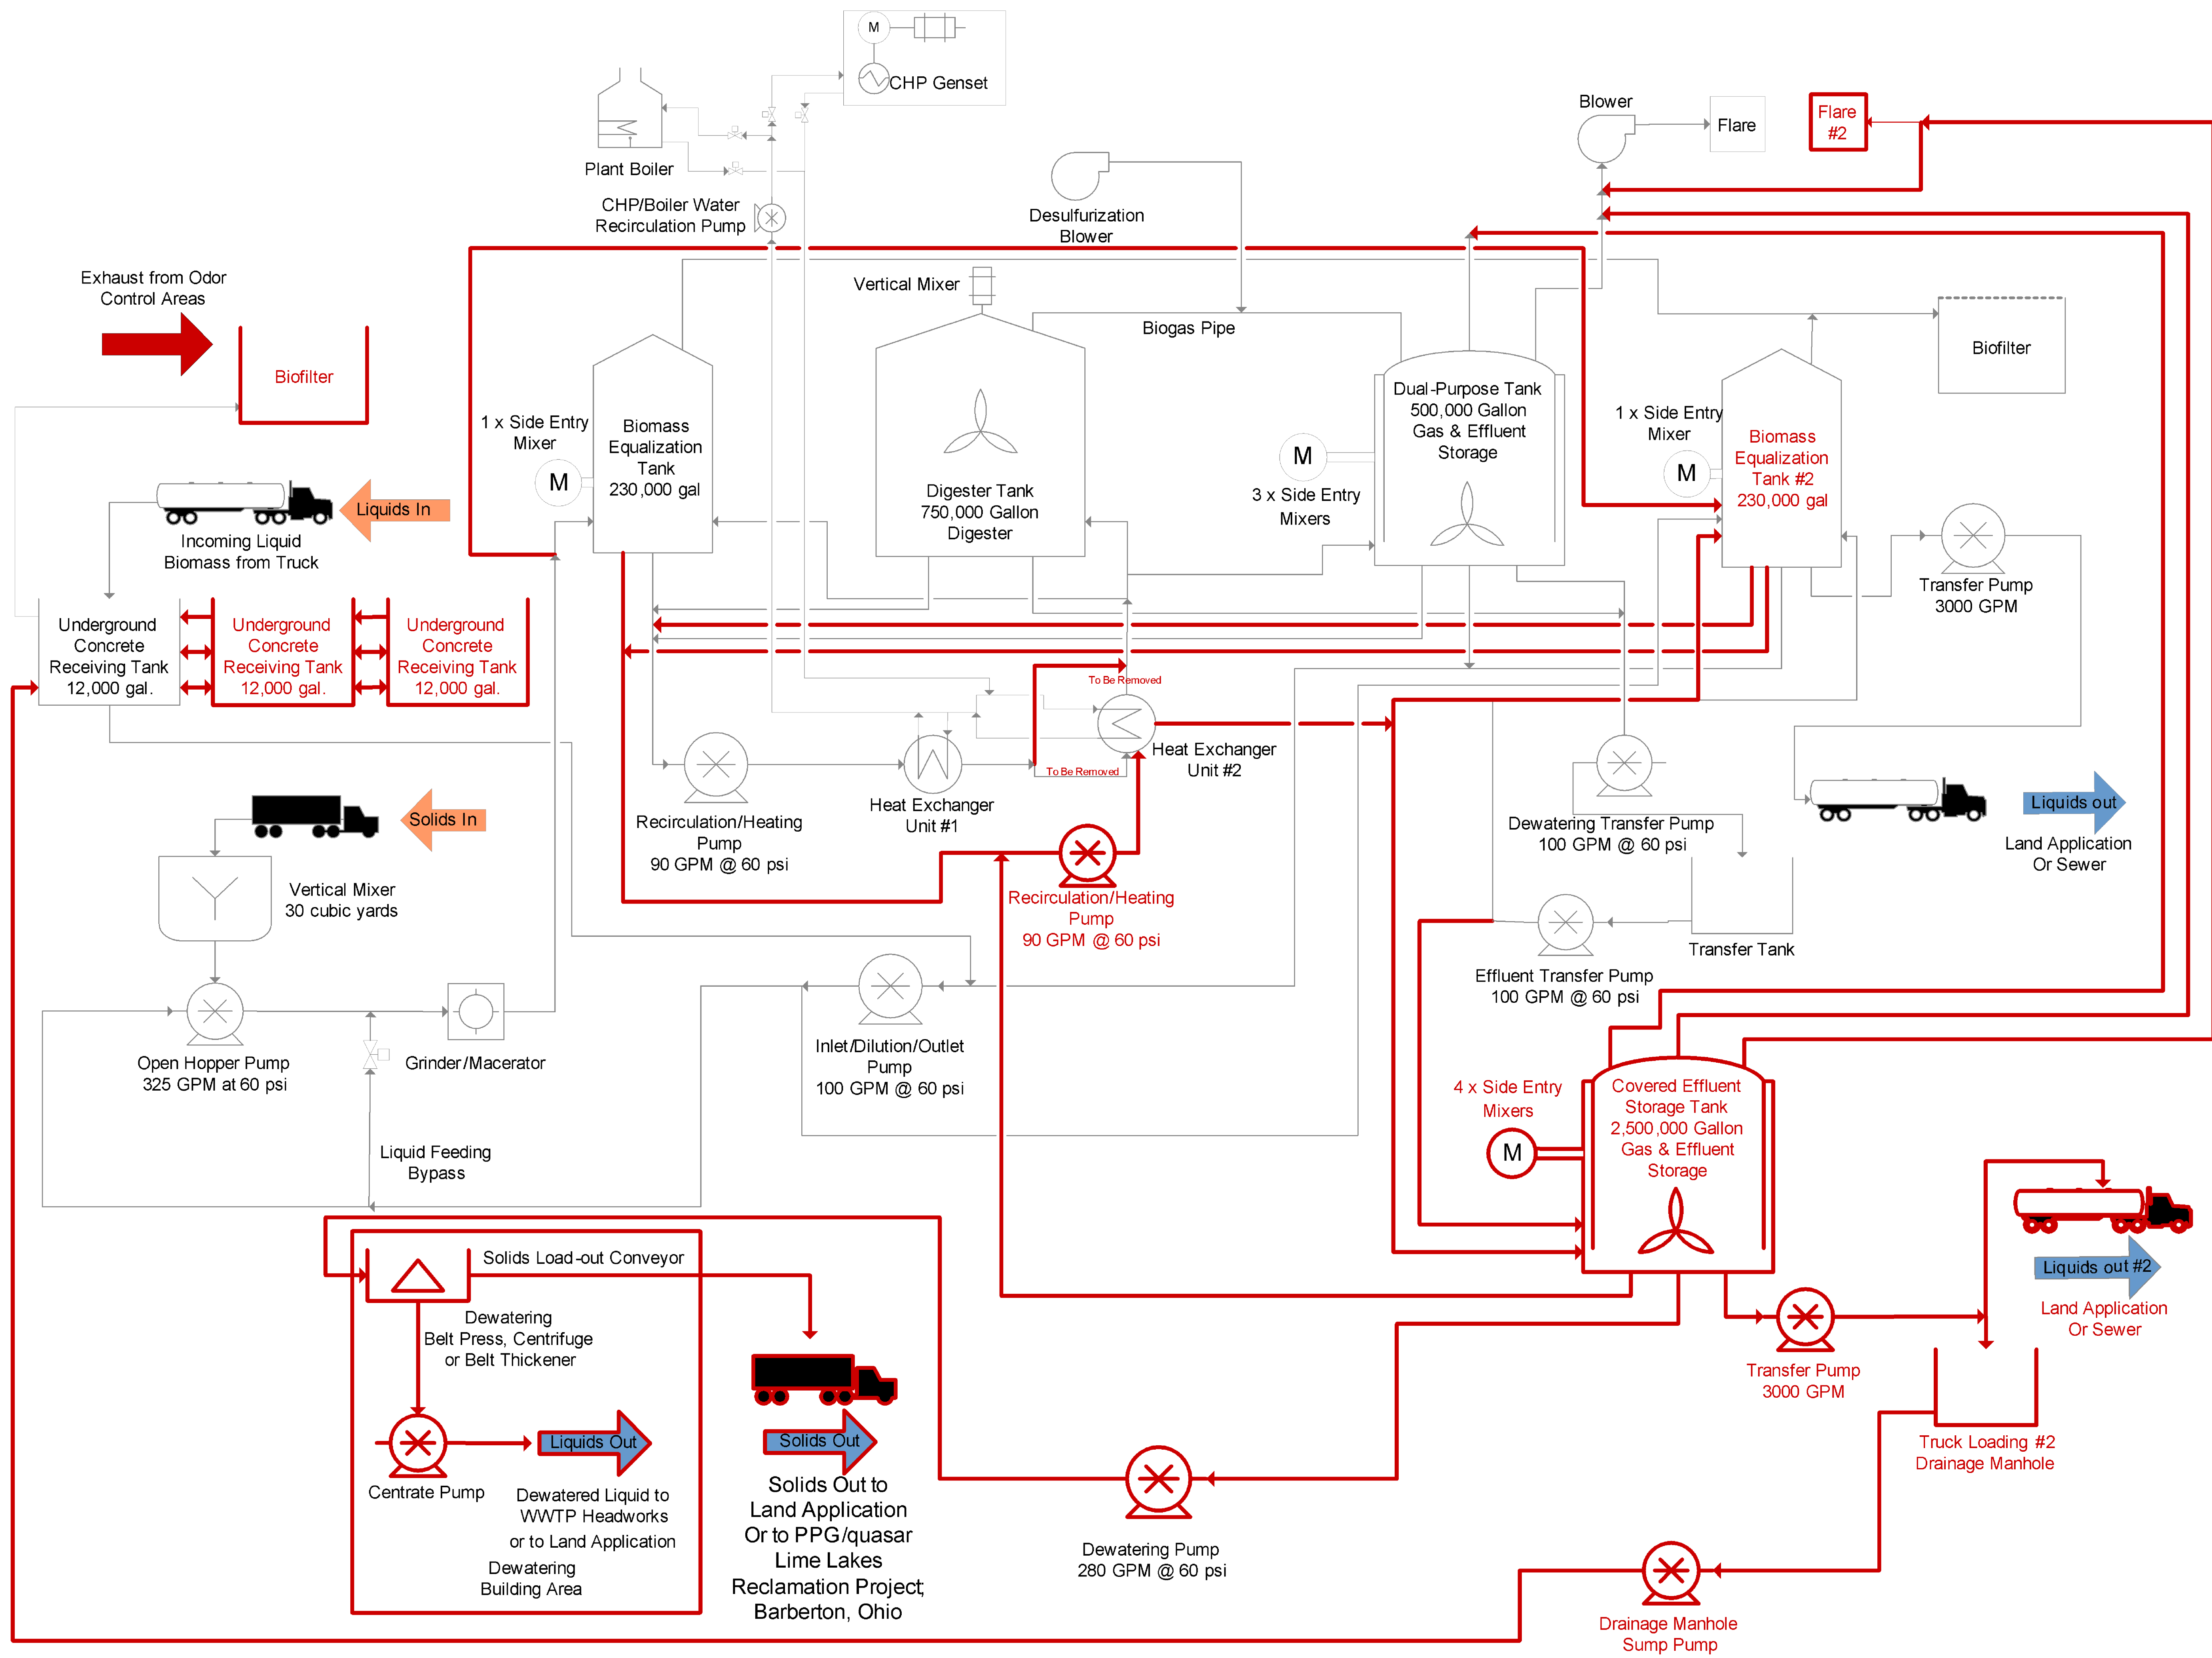 M
CHP Genset
Plant Boiler
CHP/Boiler Water
Recirculation Pump
Desulfurization
Blower
Blower
Flare
Flare
#2
Exhaust from Odor
Control Areas
Biofilter
Vertical Mixer
Biogas Pipe
Biofilter
1 x Side Entry
Mixer
M
Biomass
Equalization
Tank
230,000 gal
Digester Tank
750,000 Gallon
Digester
Dual-Purpose Tank
500,000 Gallon
Gas & Effluent
Storage
M
3 x Side Entry
Mixers
1 x Side Entry
Mixer
M
Biomass
Equalization
Tank #2
230,000 gal
Transfer Pump
3000 GPM
Liquids In
Incoming Liquid
Biomass from Truck
Underground
Concrete
Receiving Tank
12,000 gal.
Underground
Concrete
Receiving Tank
12,000 gal.
Underground
Concrete
Receiving Tank
12,000 gal.
To Be Removed
To Be Removed
Heat Exchanger
Unit #2
Heat Exchanger
Unit #1
Recirculation/Heating
Pump
90 GPM @ 60 psi
Recirculation/Heating
Pump
90 GPM @ 60 psi
Dewatering Transfer Pump
100 GPM @ 60 psi
Liquids out
Land Application
Or Sewer
Solids In
Vertical Mixer
30 cubic yards
Transfer Tank
Effluent Transfer Pump
100 GPM @ 60 psi
Open Hopper Pump
325 GPM at 60 psi
Grinder/Macerator
Inlet/Dilution/Outlet
Pump
100 GPM @ 60 psi
Liquid Feeding
Bypass
4 x Side Entry
Mixers
M
Covered Effluent
Storage Tank
2,500,000 Gallon
Gas & Effluent
Storage
Liquids out #2
Land Application
Or Sewer
Transfer Pump
3000 GPM
Truck Loading #2
Drainage Manhole
Solids Load-out Conveyor
Dewatering
Belt Press, Centrifuge
or Belt Thickener
Centrate Pump
Liquids Out
Dewatered Liquid to
WWTP Headworks
or to Land Application
Dewatering
Building Area
Solids Out
Solids Out to
Land Application
Or to PPG/quasar
Lime Lakes
Reclamation Project,
Barberton, Ohio
Dewatering Pump
280 GPM @ 60 psi
Drainage Manhole
Sump Pump